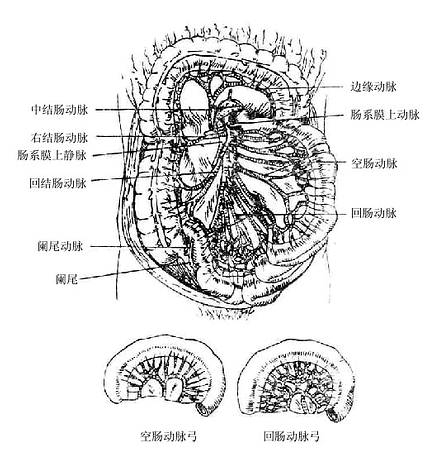 中结肠动脉
右结肠动脉
肠系膜上静脉
回结肠动脉
阑尾动脉
阑尾
边缘动脉
肠系膜上动脉
空肠动脉
回肠动脉
空肠动脉弓
回肠动脉弓